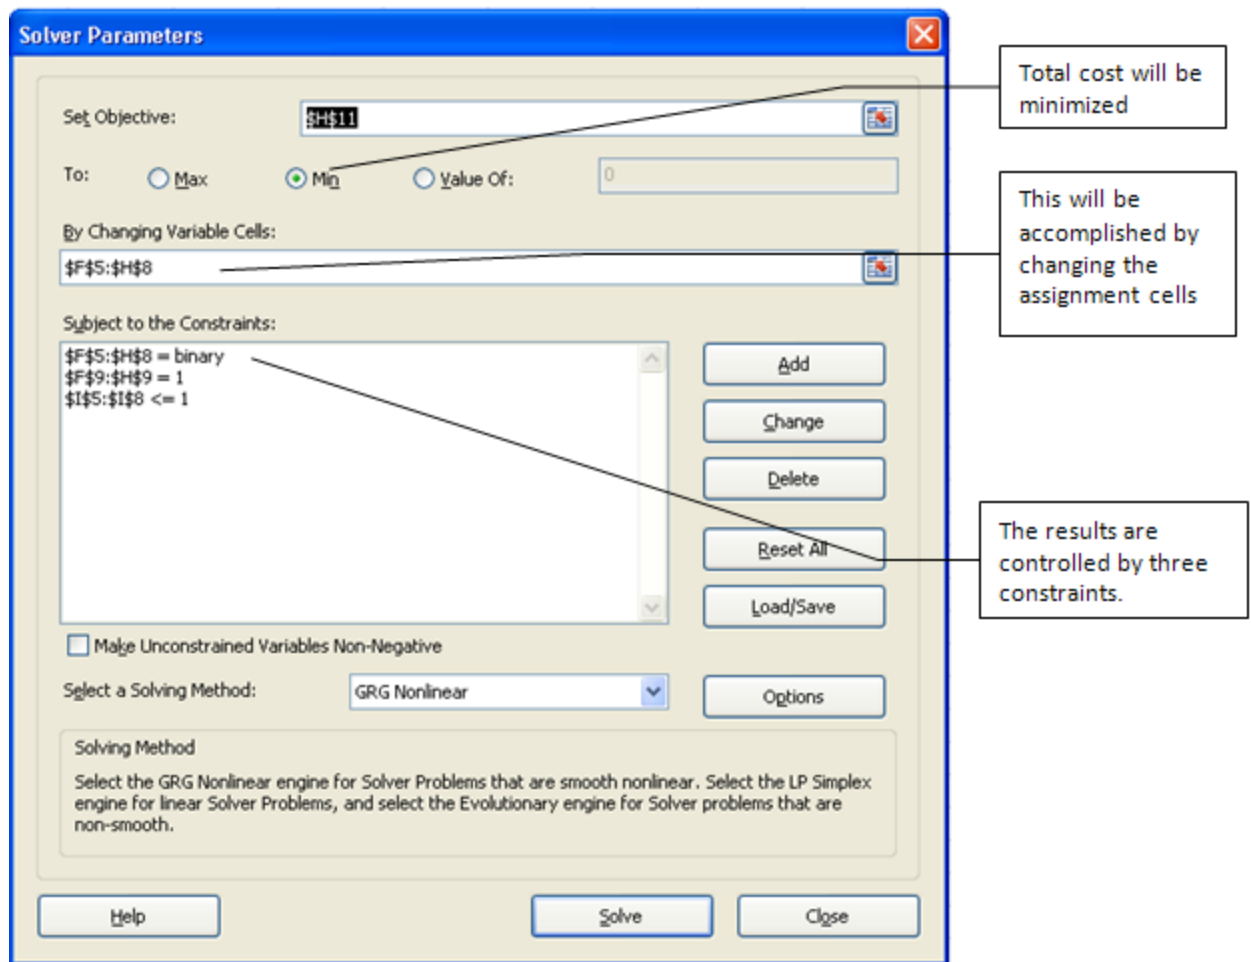 Solver Parameters
Set Objective:
$H$11
To:
Max
Min
Value Of:
0
By Changing Variable Cells:
$F$5:$H$8
Subject to the Constraints:
$F$5:$H$8 = binary
$F$9:$H$9 = 1
$I$5:$I$8 <= 1
Add
Change
Delete
Reset All
Load/Save
Make Unconstrained Variables Non-Negative
Select a Solving Method:
GRG Nonlinear
Options
Solving Method
Select the GRG Nonlinear engine for Solver Problems that are smooth nonlinear. Select the LP Simplex
engine for linear Solver Problems, and select the Evolutionary engine for Solver problems that are
non-smooth.
Help
Solve
Close
Total cost will be
minimized
This will be
accomplished by
changing the
assignment cells
The results are
controlled by three
constraints.